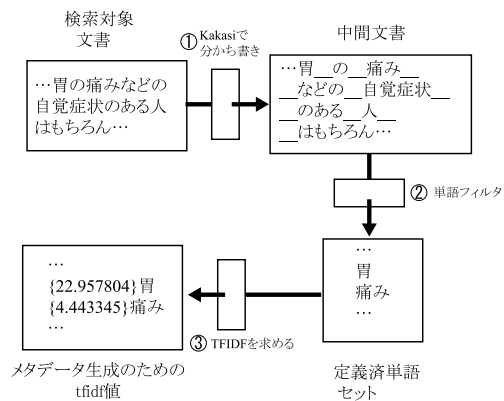 検索対象
文書
①Kakasiで
分かち書き
中間文書
…胃の痛みなどの
自覚症状のある人
はもちろん…
…胃__の__痛み__
__などの__自覚症状__
__のある__人__
__はもちろん…
②単語フィルタ
…
胃
痛み
…
定義済単語
セット
③TFIDFを求める
…
{22.957804}胃
{4.443345}痛み
…
メタデータ生成のための
tfidf値